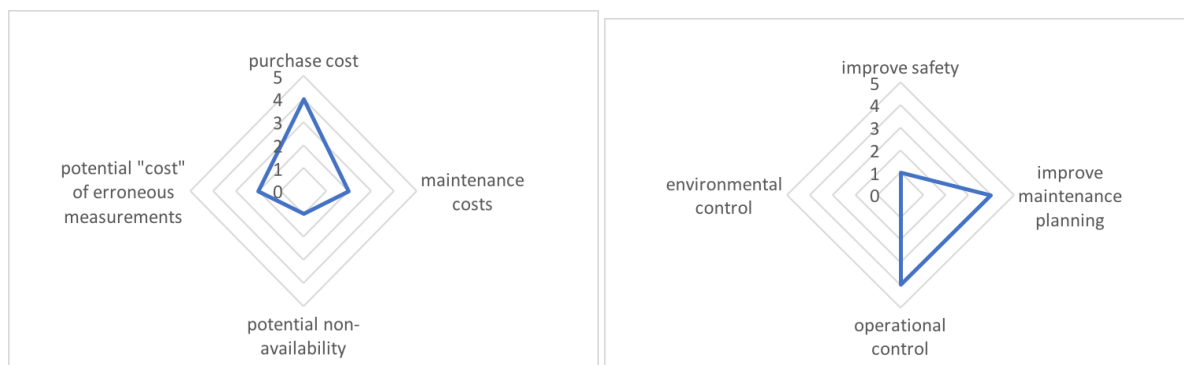 purchase cost
5
4
3
2
1
0
potential "cost"
of erroneous
measurements
maintenance
costs
potential non-
availability
improve safety
5
4
3
2
1
0
environmental
control
improve
maintenance
planning
operational
control